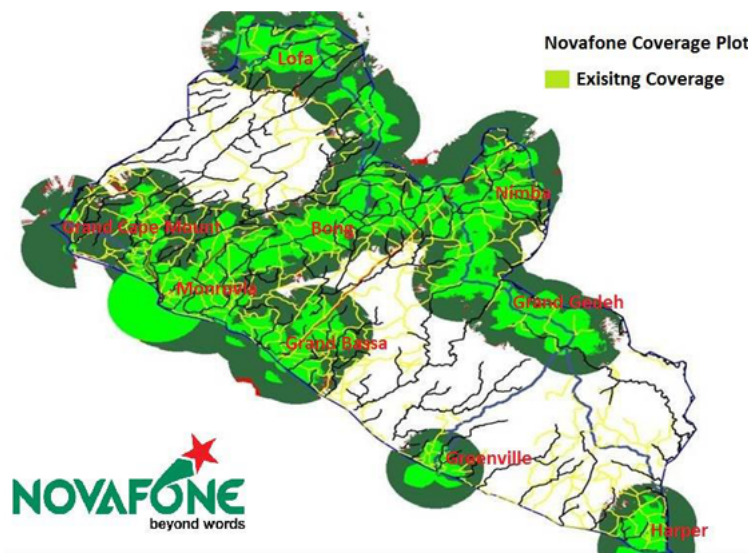 Novafone Coverage Plot
Exisitng Coverage
Lofa
Nimba
Grand Cape Mount
Bong
Monrovia
Grand Gedeh
Grand Bassa
Greenville
Harper
NOVAFONE
beyond words